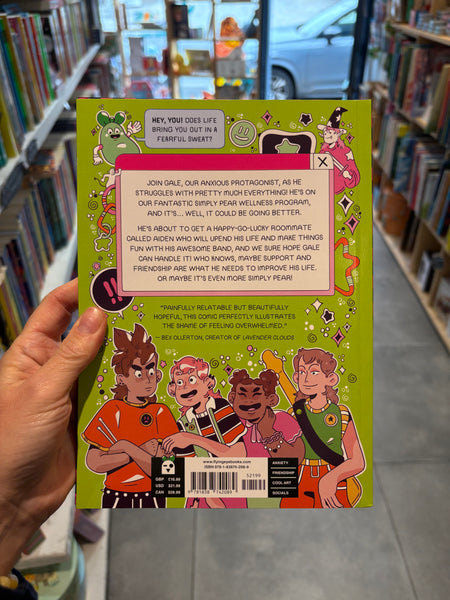 HEY, YOU! DOES LIFE
BRING YOU OUT IN A
FEARFUL SWEAT?
X
JOIN GALE, OUR ANXIOUS PROTAGONIST, AS HE
STRUGGLES WITH PRETTY MUCH EVERYTHING! HE'S ON
OUR FANTASTIC SIMPLY PEAR WELLNESS PROGRAM,
AND IT'S... WELL, IT COULD BE GOING BETTER.
HE'S ABOUT TO GET A HAPPY-GO-LUCKY ROOMMATE
CALLED AIDEN WHO WILL UPEND HIS LIFE AND MAKE THINGS
FUN WITH HIS AWESOME BAND, AND WE SURE HOPE GALE
CAN HANDLE IT! WHO KNOWS, MAYBE SUPPORT AND
FRIENDSHIP ARE WHAT HE NEEDS TO IMPROVE HIS LIFE.
OR MAYBE IT'S EVEN MORE SIMPLY PEAR!
!!
"PAINFULLY RELATABLE BUT BEAUTIFULLY
HOPEFUL, THIS COMIC PERFECTLY ILLUSTRATES
THE SHAME OF FEELING OVERWHELMED."
— BEX OLLERTON, CREATOR OF LAVENDER CLOUDS
www.flyingeyebooks.com
52199
GBP
USD
CAN
ANXIETY
FRIENDSHIP
COOL ART
SOCIALS